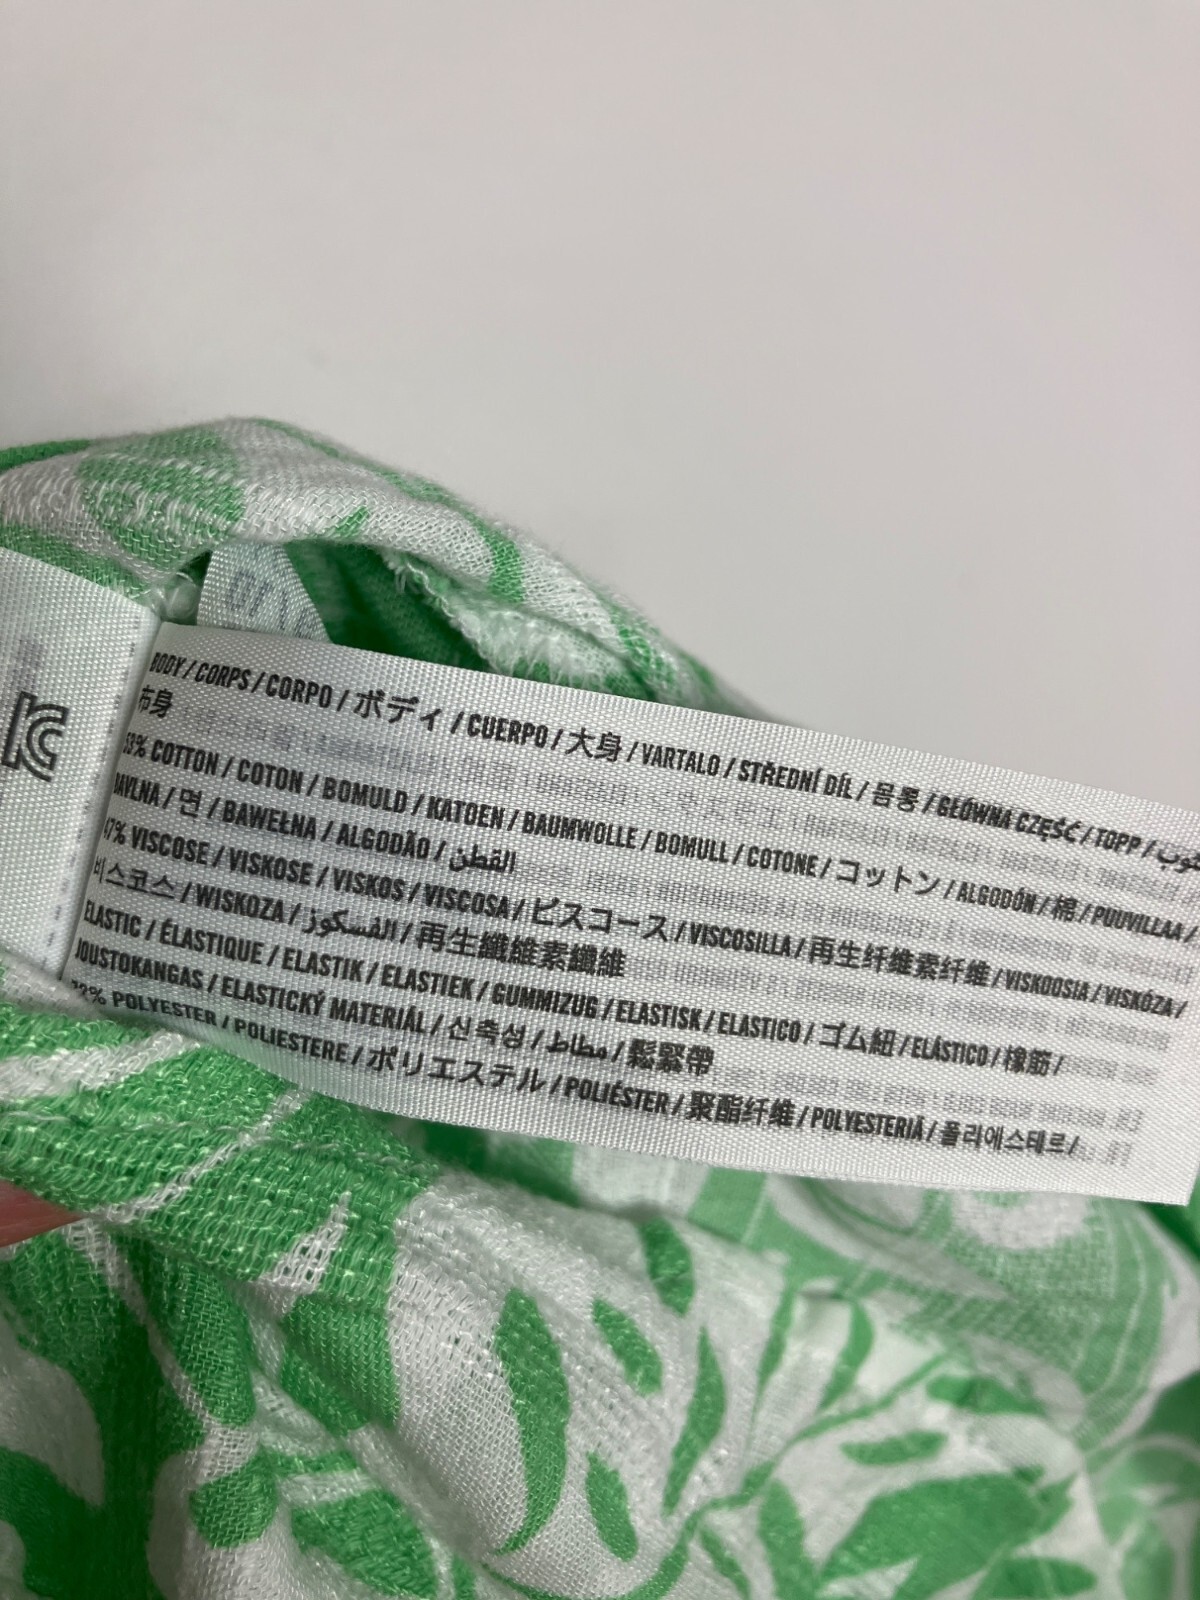 BODY / CORPS / CORPO / ボディ / CUERPO / 大身 / VARTALO / STŘEDNÍ DÍL / 몸통 / GŁÓWNA CZĘŚĆ / TOPP /
布身
53% COTTON / COTON / BOMULD / KATOEN / BAUMWOLLE / BOMULL / COTONE / コットン / ALGODÓN / 棉 / PUUVILLAA /
BAVLNA / 면 / BAWEŁNA / ALGODÃO / القطن
47% VISCOSE / VISKOSE / VISKOS / VISCOSA / ビスコース / VISCOSILLA / 再生纤维素纤维 / VISKOOSIA / VISKÓZA /
비스코스 / WISKOZA / الفسكوز / 再生纖維素纖維
ELASTIC / ÉLASTIQUE / ELASTIK / ELASTIEK / GUMMIZUG / ELASTISK / ELASTICO / ゴム紐 / ELÁSTICO / 橡筋 /
JOUSTOKANGAS / ELASTICKÝ MATERIÁL / 신축성 / مطاط / 鬆緊帶
72% POLYESTER / POLIESTERE / ポリエステル / POLIÉSTER / 聚酯纤维 / POLYESTERIÄ / 폴리에스테르 /